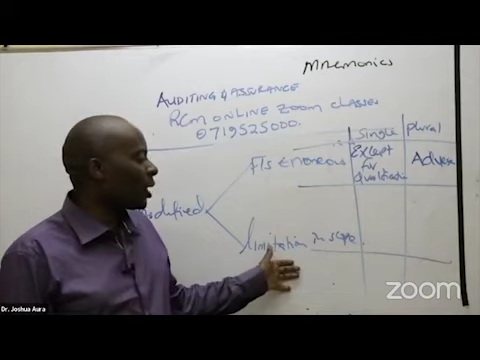 Mnemonics
AUDITING & ASSURANCE
RCM ONLINE ZOOM CLASSES
0719525000.
Single plural
F/s Erroneous Except for Qualification Adverse
Modified
limitation in scope.
zoom
Dr. Joshua Aura